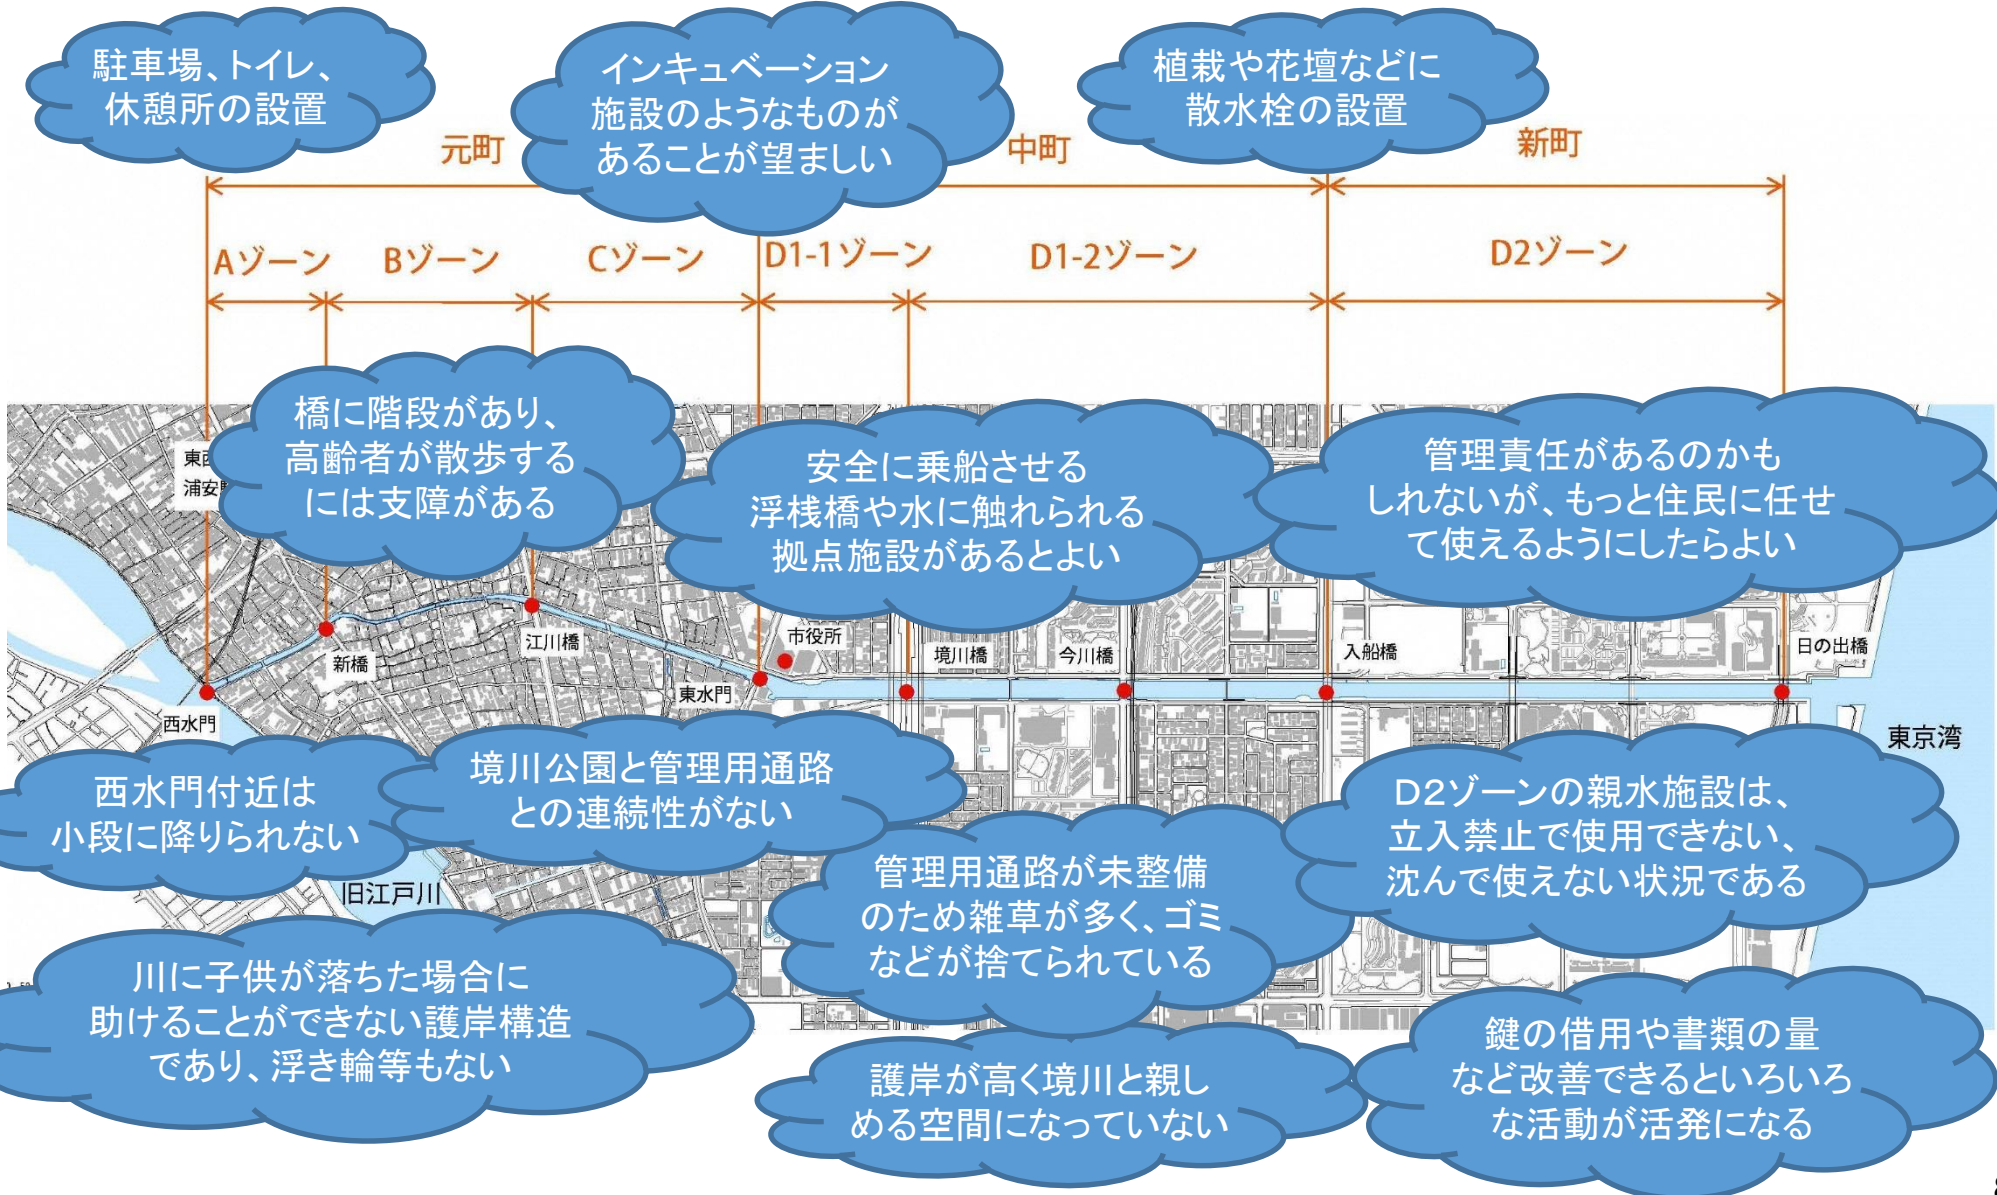 駐車場、トイレ、
休憩所の設置
インキュベーション
施設のようなものが
あることが望ましい
植栽や花壇などに
散水栓の設置
元町
中町
新町
Aゾーン
Bゾーン
Cゾーン
D1-1ゾーン
D1-2ゾーン
D2ゾーン
橋に階段があり、
高齢者が散歩する
には支障がある
安全に乗船させる
浮桟橋や水に触れられる
拠点施設があるとよい
管理責任があるのかも
しれないが、もっと住民に任せ
て使えるようにしたらよい
東西
浦安
新橋
江川橋
市役所
境川橋
今川橋
入船橋
日の出橋
東水門
西水門
東京湾
旧江戸川
西水門付近は
小段に降りられない
境川公園と管理用通路
との連続性がない
管理用通路が未整備
のため雑草が多く、ゴミ
などが捨てられている
D2ゾーンの親水施設は、
立入禁止で使用できない、
沈んで使えない状況である
川に子供が落ちた場合に
助けることができない護岸構造
であり、浮き輪等もない
護岸が高く境川と親し
める空間になっていない
鍵の借用や書類の量
など改善できるといろいろ
な活動が活発になる